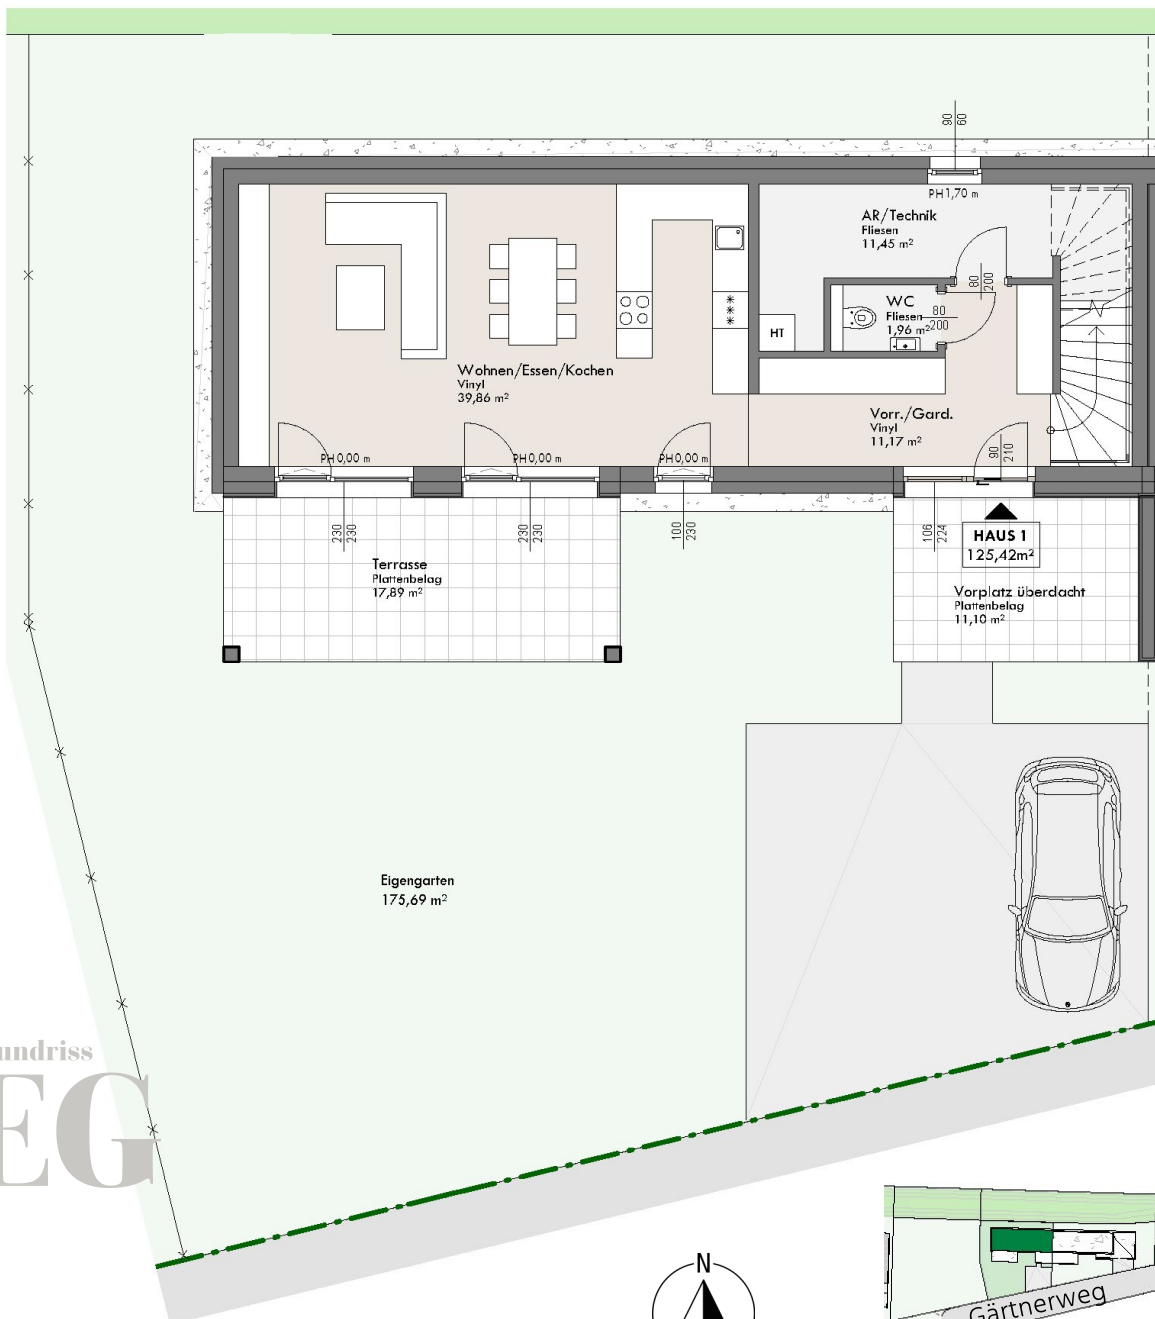 90
60
PH1,70 m
AR/Technik
Fliesen
11,45 m²
80
200
WC
Fliesen
1,96 m²
80
200
HT
Wohnen/Essen/Kochen
Vinyl
39,86 m²
Vorr./Gard.
Vinyl
11,17 m²
90
210
PH0,00 m
PH0,00 m
PH0,00 m
230
230
230
230
100
230
106
224
HAUS 1
125,42m²
Terrasse
Plattenbelag
17,89 m²
Vorplatz überdacht
Plattenbelag
11,10 m²
Eigengarten
175,69 m²
undriss
EG
N
Gärtnerweg